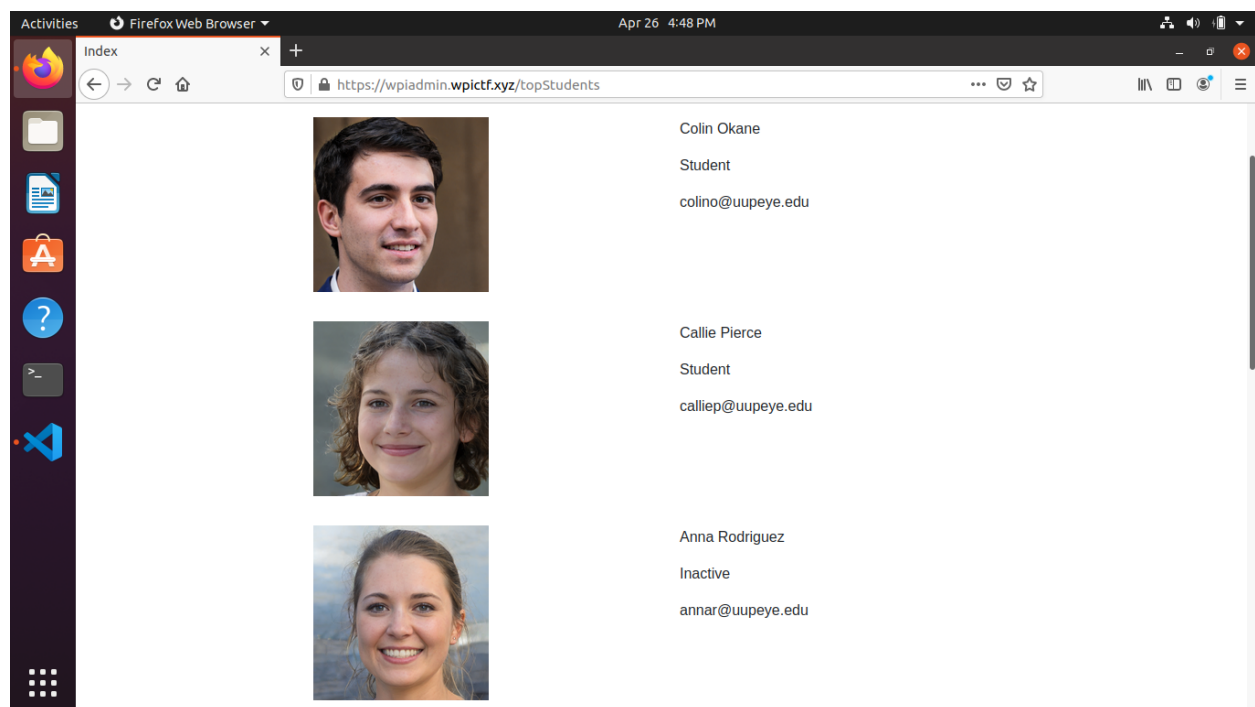 Activities Firefox Web Browser Apr 26 4:48 PM
Index
https://wpiadmin.wpictf.xyz/topStudents
Colin Okane
Student
colino@uupeye.edu
Callie Pierce
Student
calliep@uupeye.edu
Anna Rodriguez
Inactive
annar@uupeye.edu